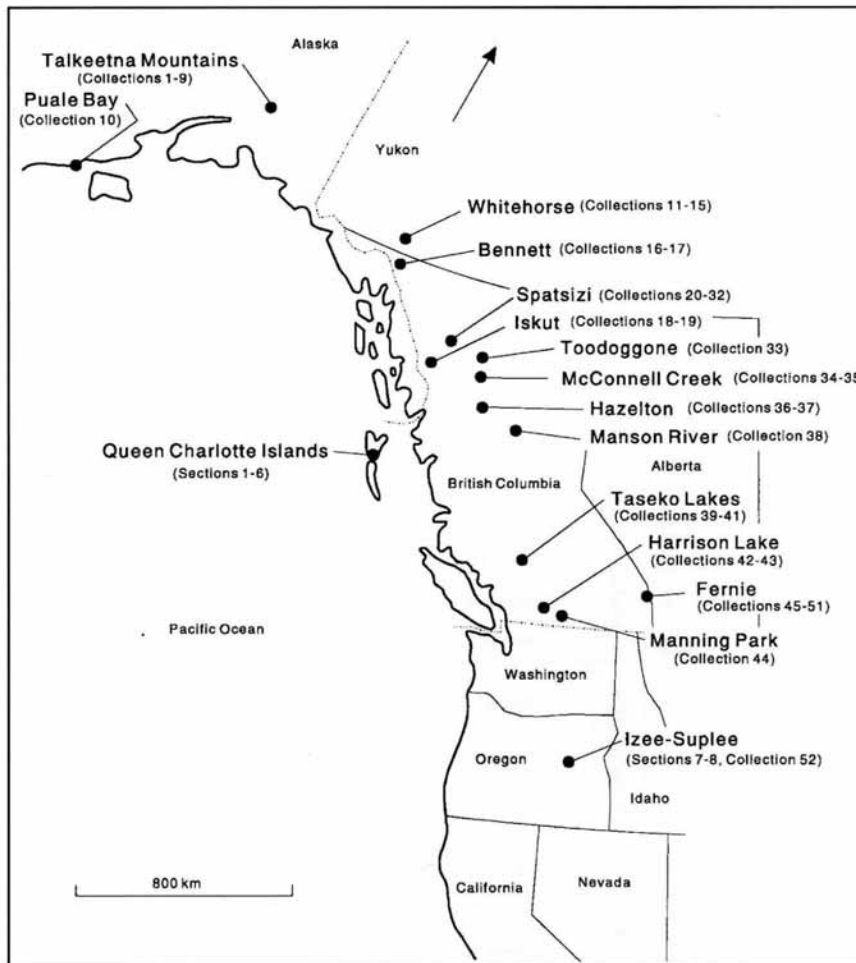 Alaska
Talkeetna Mountains
(Collections 1-9)
Puale Bay
(Collection 10)
Yukon
Whitehorse (Collections 11-15)
Bennett (Collections 16-17)
Spatsizi (Collections 20-32)
Iskut (Collections 18-19)
Toodoggone (Collection 33)
McConnell Creek (Collections 34-35
Hazelton (Collections 36-37)
Manson River (Collection 38)
Queen Charlotte Islands
(Sections 1-6)
Alberta
British Columbia
Taseko Lakes
(Collections 39-41)
Harrison Lake
(Collections 42-43)
Fernie
(Collections 45-51)
Pacific Ocean
Manning Park
(Collection 44)
Washington
Izee-Suplee
(Sections 7-8, Collection 52)
Oregon
Idaho
800 km
California
Nevada